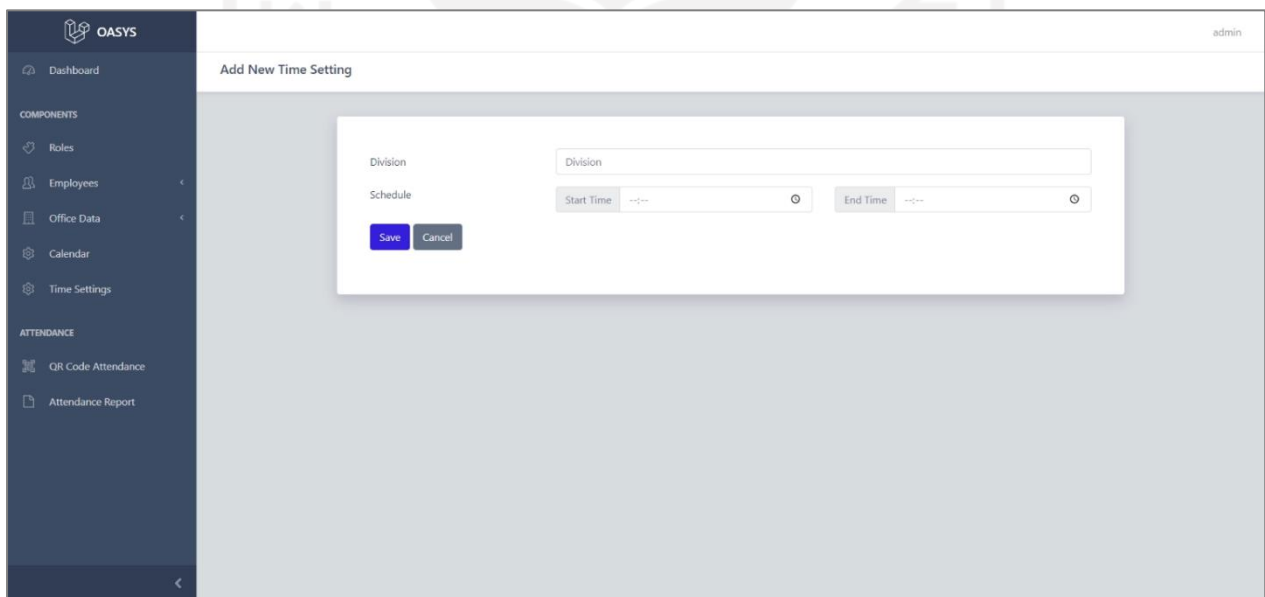 OASYS
admin
Dashboard
Add New Time Setting
COMPONENTS
Roles
Employees
Office Data
Calendar
Time Settings
ATTENDANCE
QR Code Attendance
Attendance Report
Division
Division
Schedule
Start Time --:--
End Time --:--
Save
Cancel